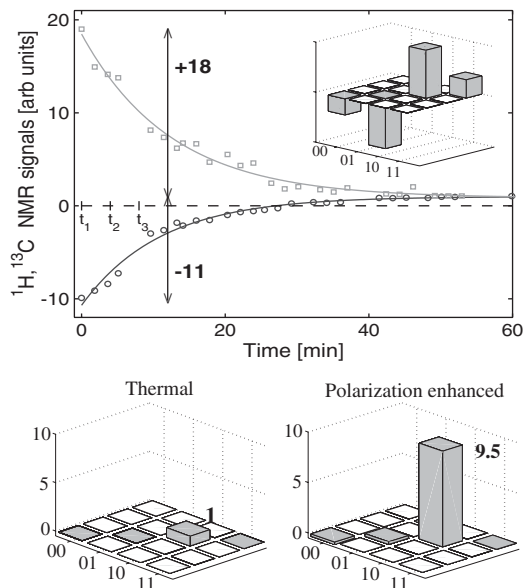 20
10
0
-10
¹H,¹³C NMR signals [arb units]
+18
-11
t₁ t₂ t₃
00 01 10 11
0 20 40 60
Time [min]
Thermal
10
5
0
1
00 01 10 11
Polarization enhanced
10
5
0
9.5
00 01 10 11